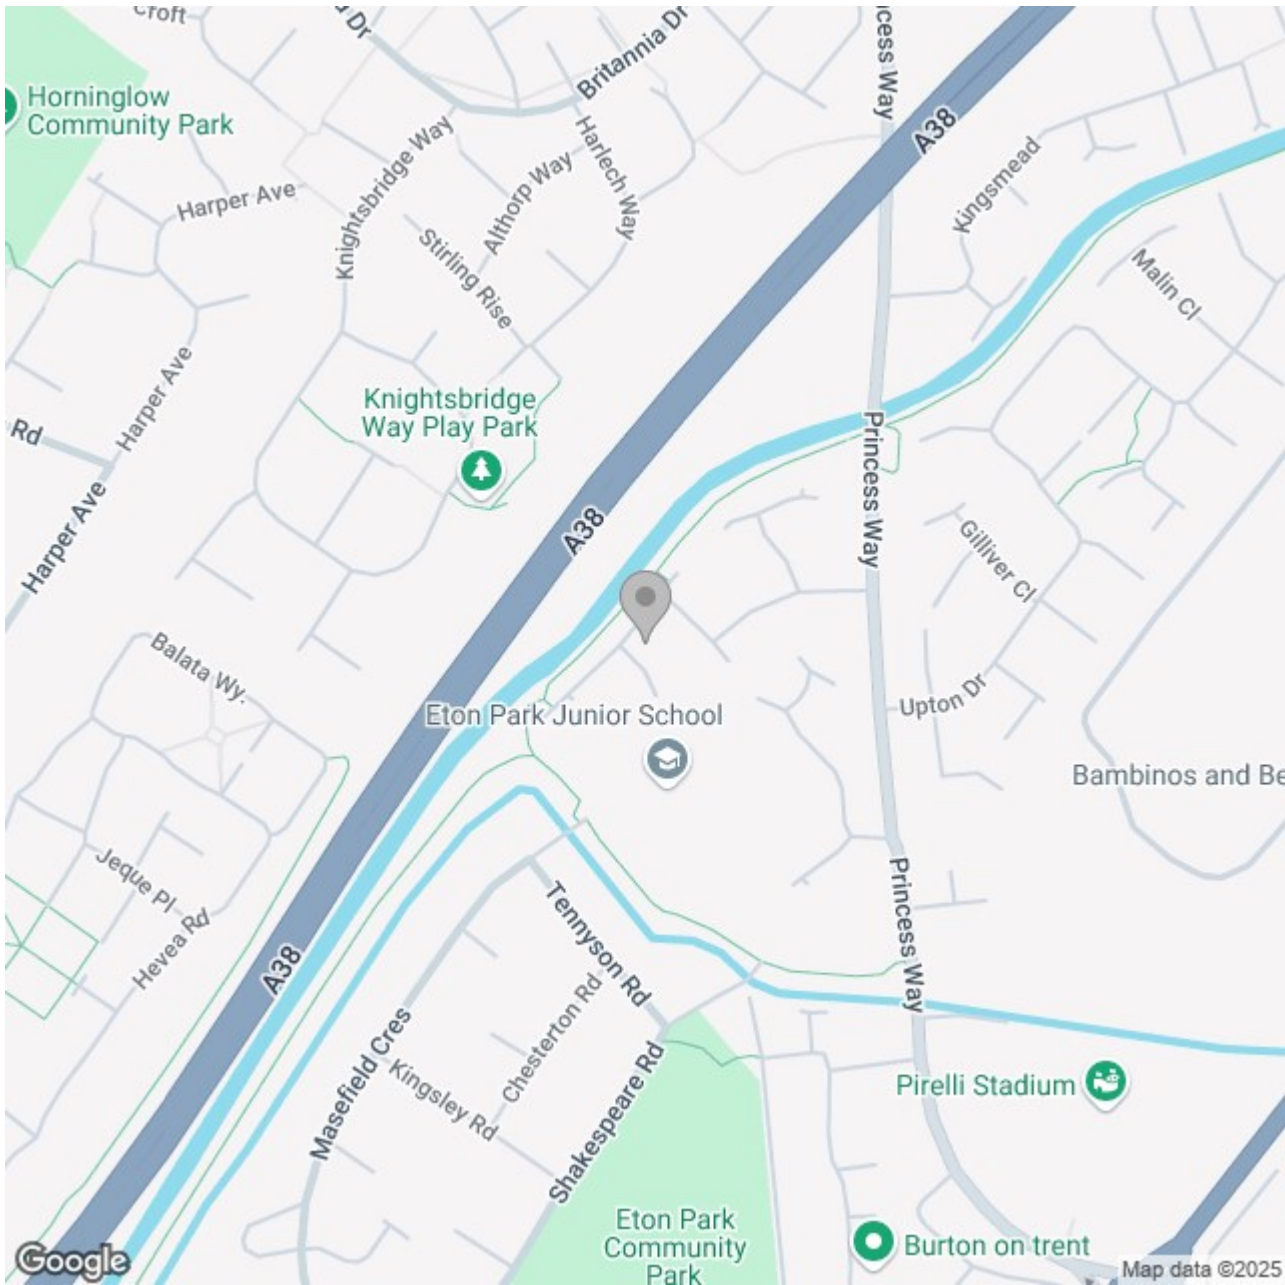 Croft
Dr
Britannia Dr
cess Way
A38
Horninglow
Community Park
Knightsbridge Way
Harlech Way
Althorp Way
Kingsmead
Harper Ave
Stirling Rise
Malin Cl
Harper Ave
Knightsbridge
Way Play Park
Rd
Princess Way
Harper Ave
A38
Gilliver Cl
Balata Wy.
Upton Dr
Eton Park Junior School
Bambinos and Be
Jeque Pl
Hevea Rd
Princess Way
Tennyson Rd
A38
Chesterton Rd
Masefield Cres
Kingsley Rd
Shakespeare Rd
Pirelli Stadium
Eton Park
Community
Park
Burton on trent
Google
Map data ©2025